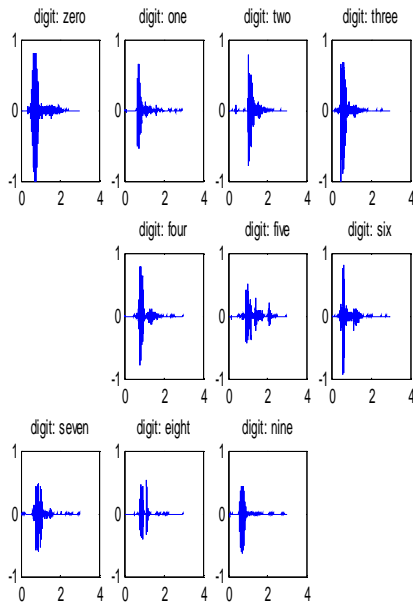 digit: zero digit: one digit: two digit: three
1 1 1 1
0 0 0 0
-1 -1 -1 -1
0 2 4 0 2 4 0 2 4 0 2 4
digit: four digit: five digit: six
1 1 1
0 0 0
-1 -1 -1
0 2 4 0 2 4 0 2 4
digit: seven digit: eight digit: nine
1 1 1
0 0 0
-1 -1 -1
0 2 4 0 2 4 0 2 4